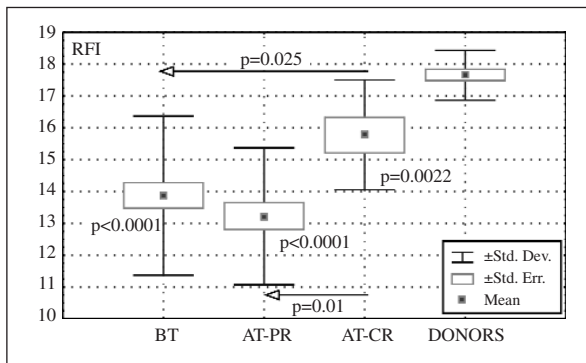 19
RFI
18
p=0.025
17
16
15
p=0.0022
14
13
p<0.0001
p<0.0001
12
±Std. Dev.
±Std. Err.
Mean
11
p=0.01
10
BT AT-PR AT-CR DONORS